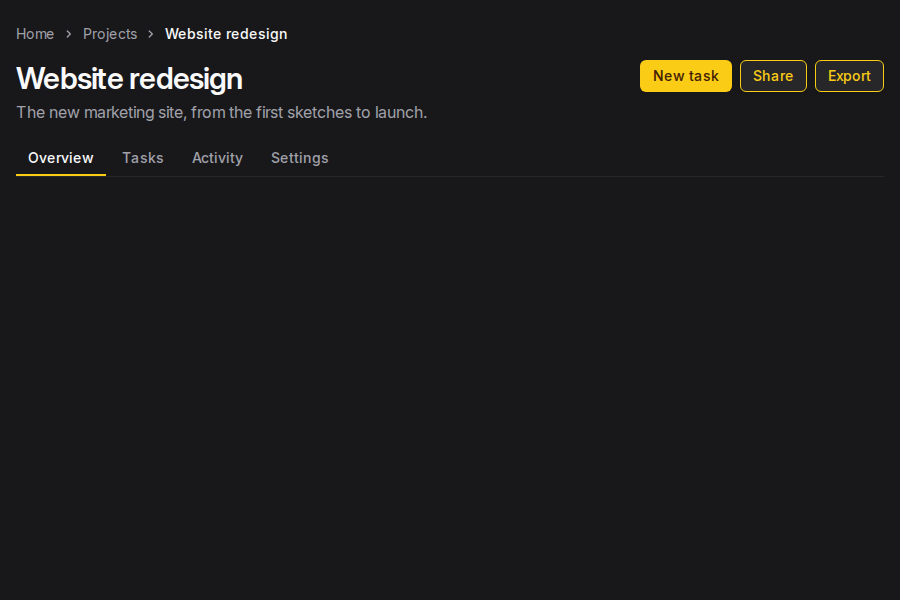 Home > Projects > Website redesign
Website redesign
New task Share Export
The new marketing site, from the first sketches to launch.
Overview Tasks Activity Settings